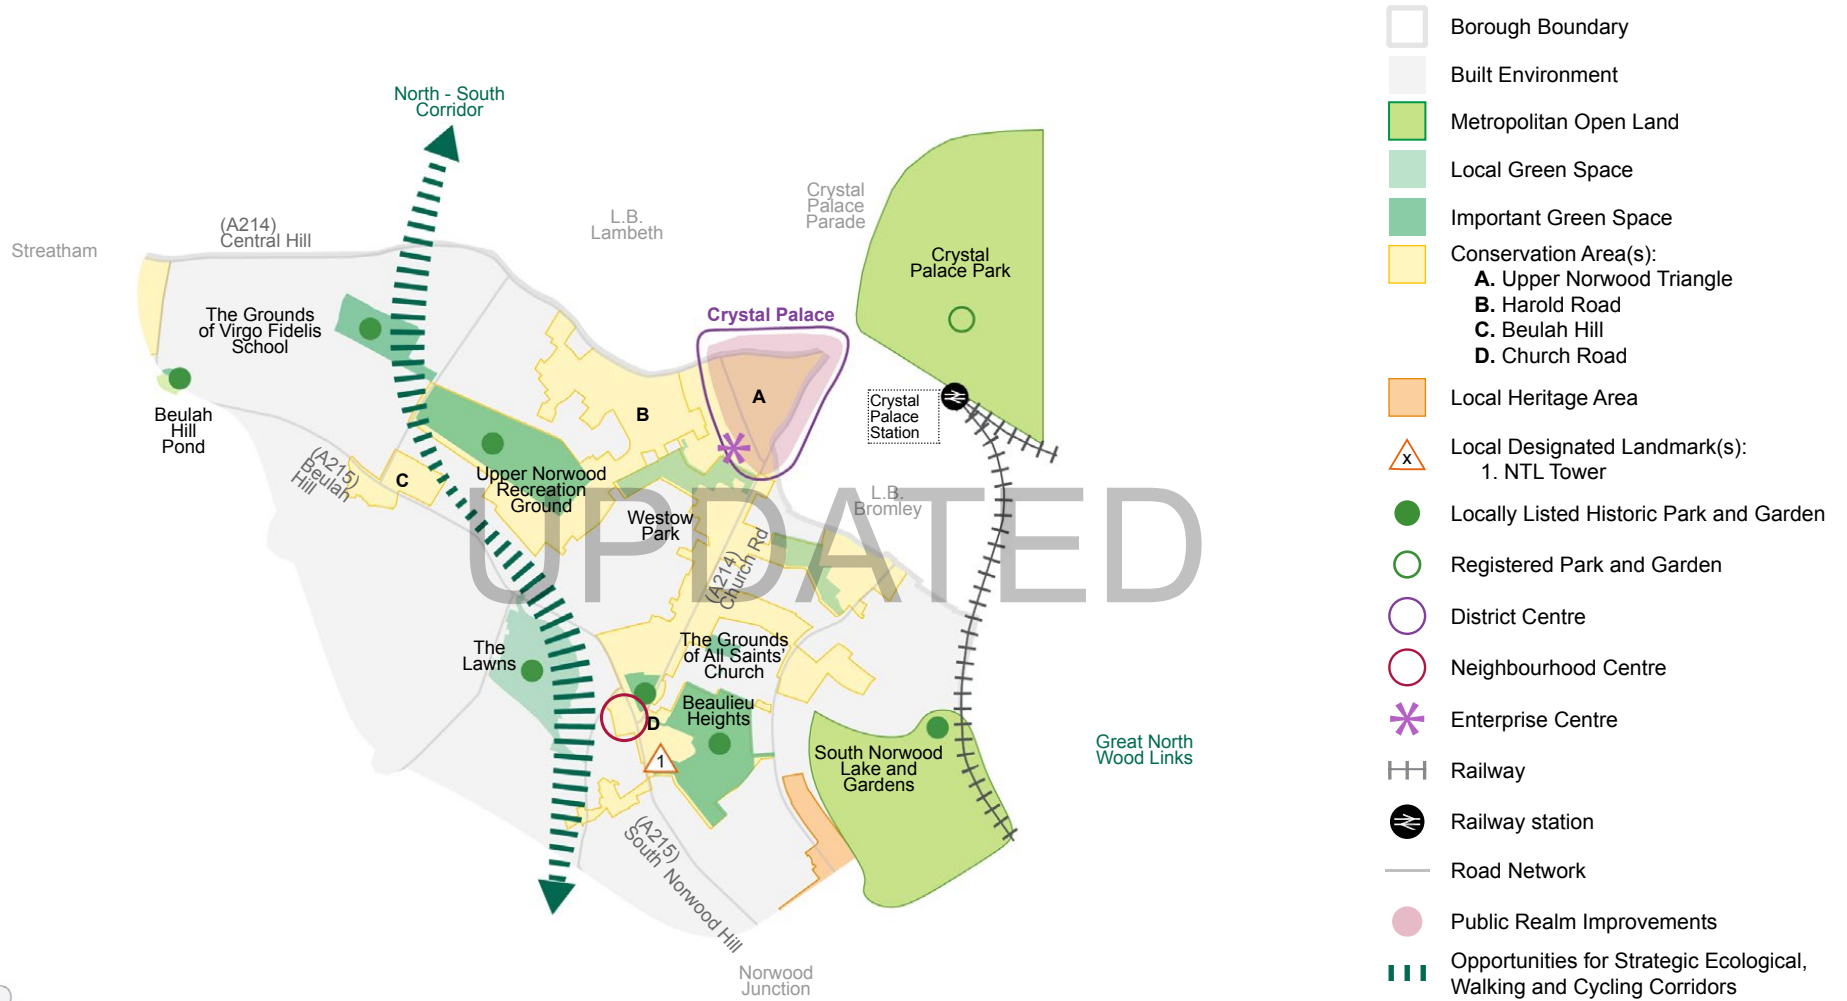 North - South
Corridor
Streatham
(A214)
Central Hill
L.B.
Lambeth
Crystal
Palace
Parade
Crystal
Palace Park
The Grounds
of Virgo Fidelis
School
Crystal Palace
A
B
Crystal
Palace
Station
Beulah
Hill
Pond
(A215)
Beulah
Hill
C
Upper Norwood
Recreation
Ground
Westow
Park
L.B.
Bromley
UPDATED
(A214)
Church Rd
The
Lawns
The Grounds
of All Saints'
Church
Beaulieu
Heights
D
1
South Norwood
Lake and
Gardens
Great North
Wood Links
(A215)
South Norwood Hill
Norwood
Junction
Borough Boundary
Built Environment
Metropolitan Open Land
Local Green Space
Important Green Space
Conservation Area(s):
A. Upper Norwood Triangle
B. Harold Road
C. Beulah Hill
D. Church Road
Local Heritage Area
x
Local Designated Landmark(s):
1. NTL Tower
Locally Listed Historic Park and Garden
Registered Park and Garden
District Centre
Neighbourhood Centre
Enterprise Centre
Railway
Railway station
Road Network
Public Realm Improvements
Opportunities for Strategic Ecological,
Walking and Cycling Corridors